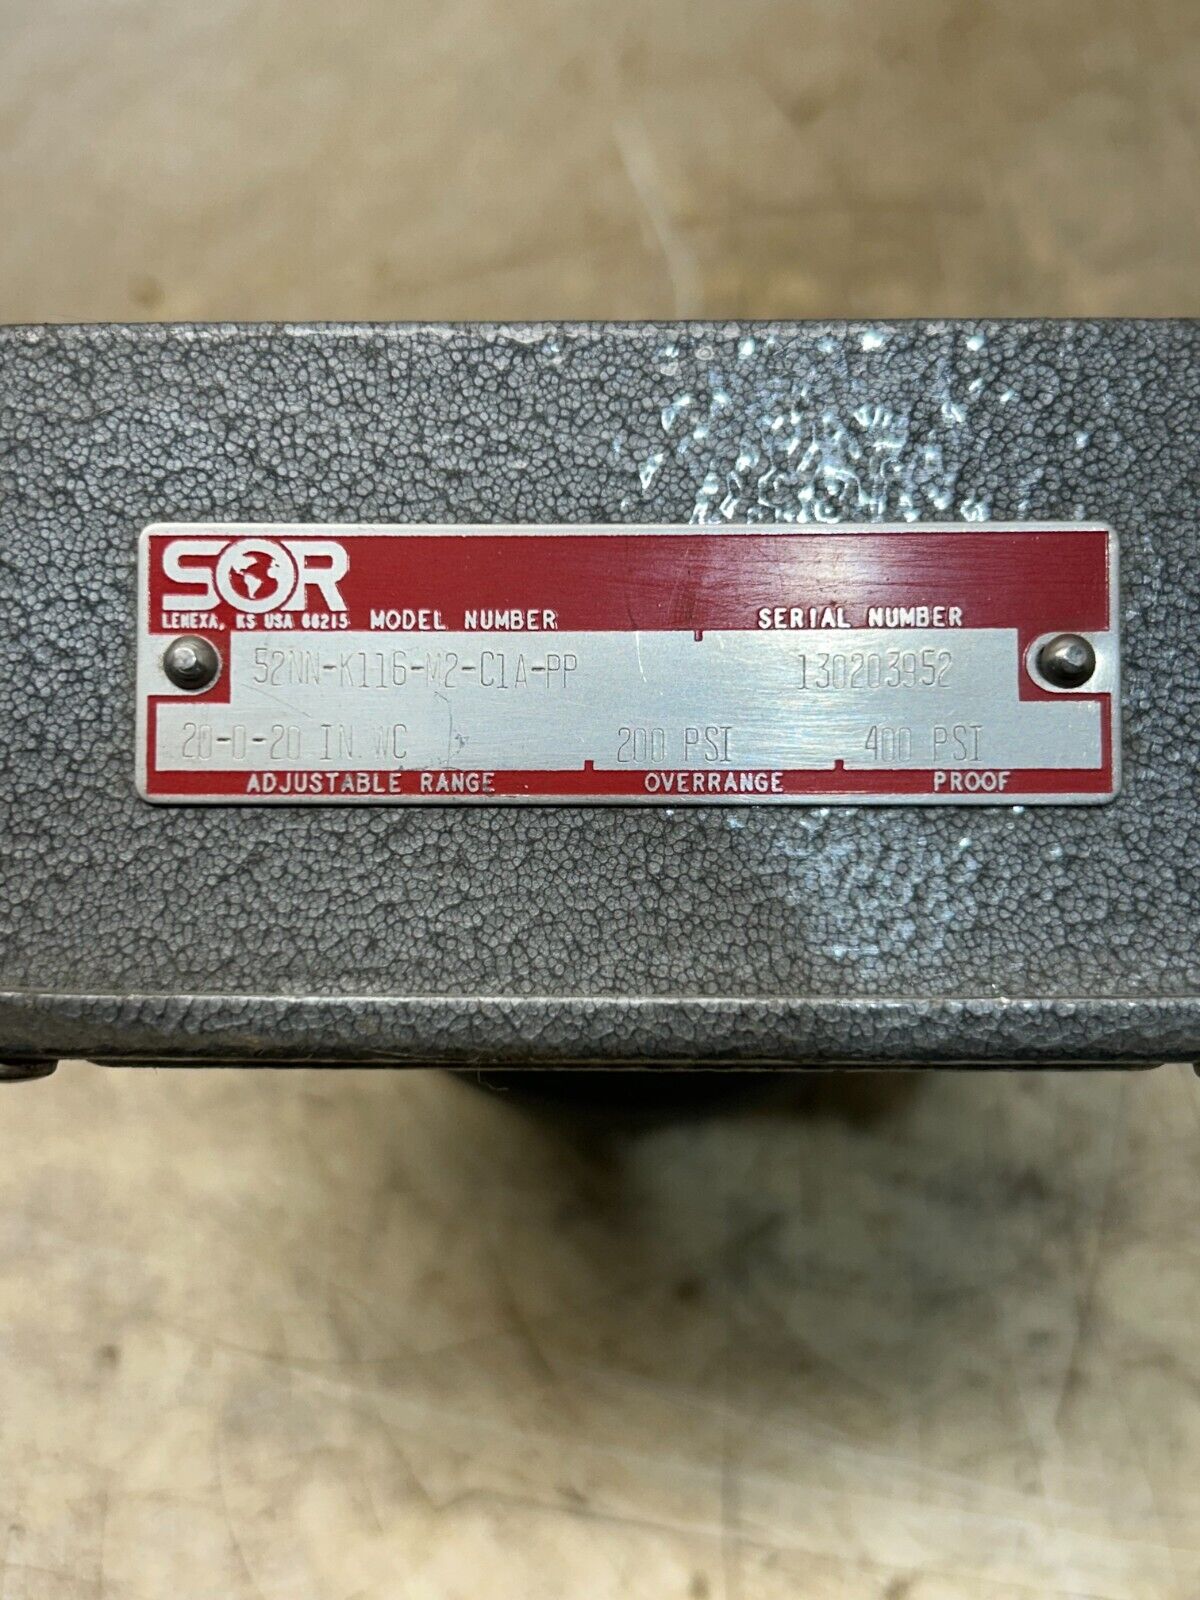 SOR
LENEXA, KS USA 66215 MODEL NUMBER SERIAL NUMBER
52NN-K116-M2-C1A-PP 130203952
20-0-20 IN.WC 200 PSI 400 PSI
ADJUSTABLE RANGE OVERRANGE PROOF